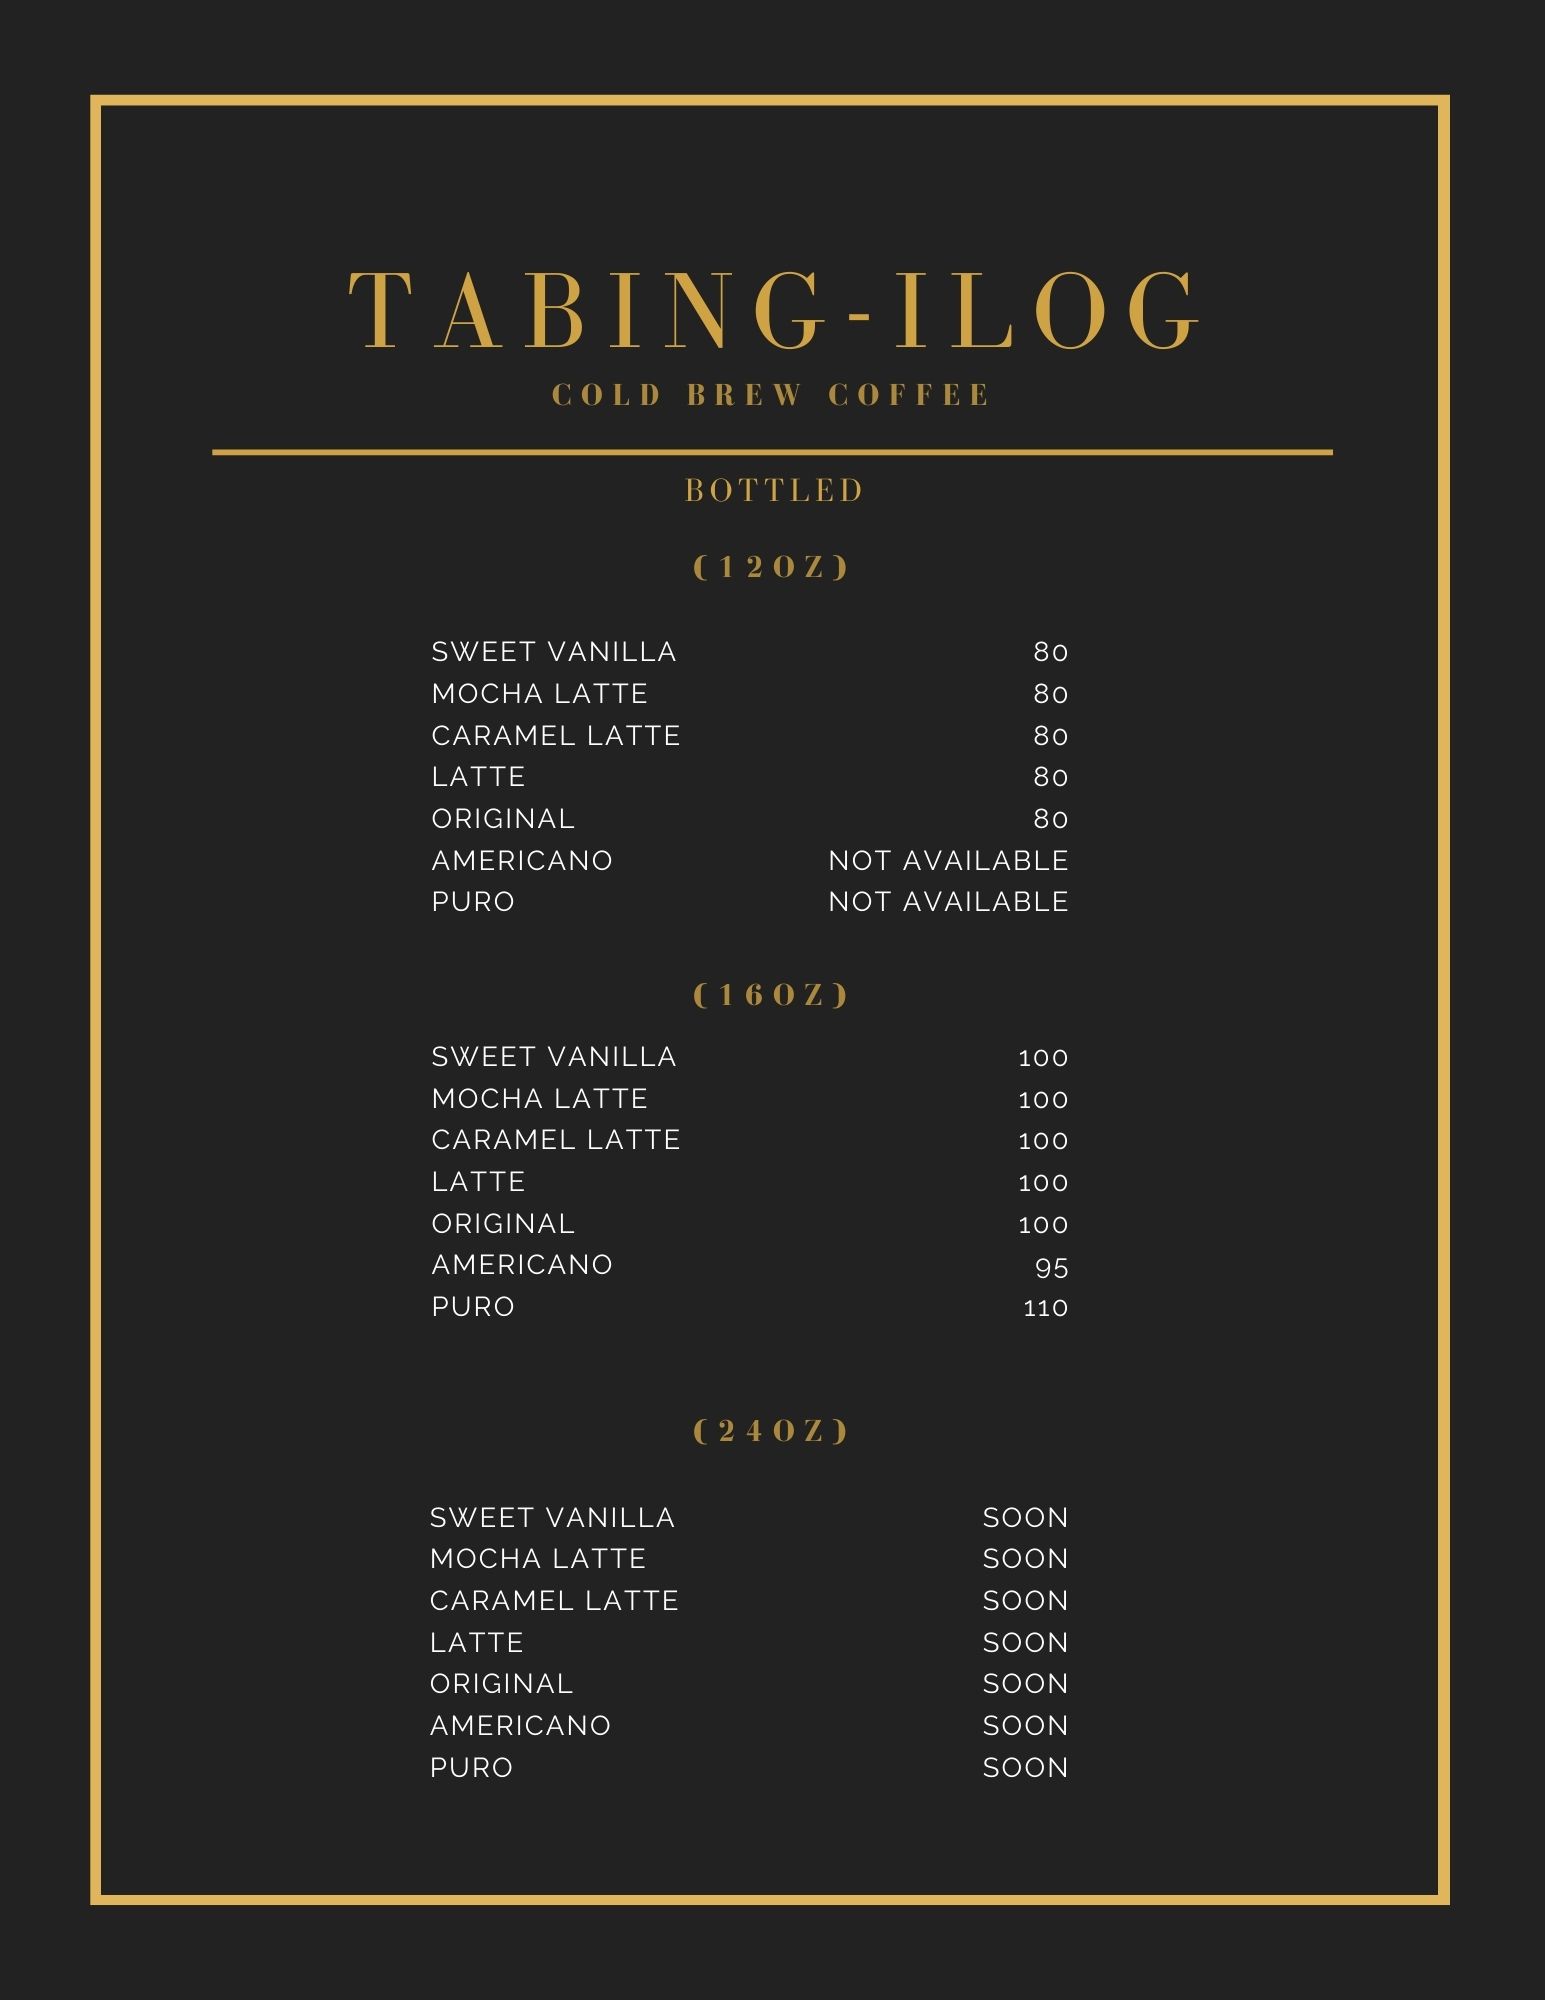 TABING-ILOG
COLD BREW COFFEE
BOTTLED
(12OZ)
SWEET VANILLA 80
MOCHA LATTE 80
CARAMEL LATTE 80
LATTE 80
ORIGINAL 80
AMERICANO NOT AVAILABLE
PURO NOT AVAILABLE
(16OZ)
SWEET VANILLA 100
MOCHA LATTE 100
CARAMEL LATTE 100
LATTE 100
ORIGINAL 100
AMERICANO 95
PURO 110
(24OZ)
SWEET VANILLA SOON
MOCHA LATTE SOON
CARAMEL LATTE SOON
LATTE SOON
ORIGINAL SOON
AMERICANO SOON
PURO SOON